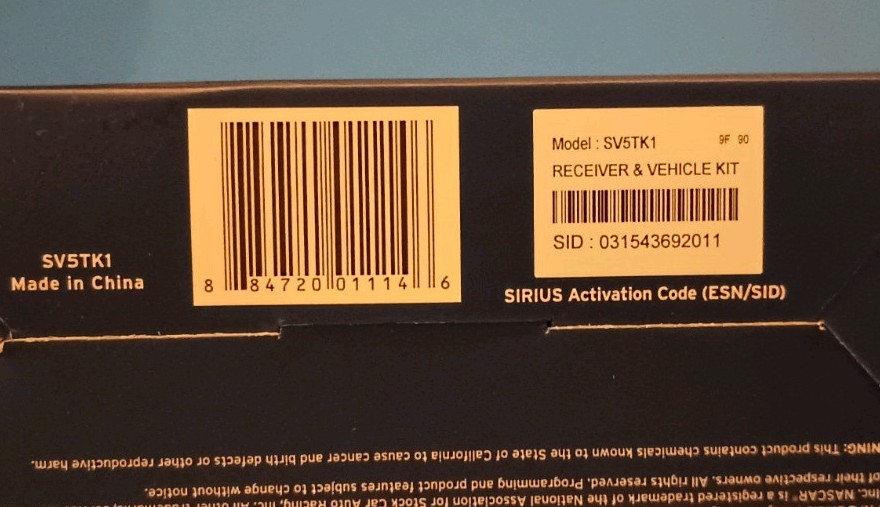 SV5TK1
Made in China
8 84720 01114 6
Model : SV5TK1 9F 90
RECEIVER & VEHICLE KIT
SID : 031543692011
SIRIUS Activation Code (ESN/SID)
NING: This product contains chemicals known to the State of California to cause cancer and birth defects or other reproductive harm.
of their respective owners. All rights reserved. Programming and product features subject to change without notice.
Inc. NASCAR® is a registered trademark of the National Association for Stock Car Auto Racing, Inc. All other